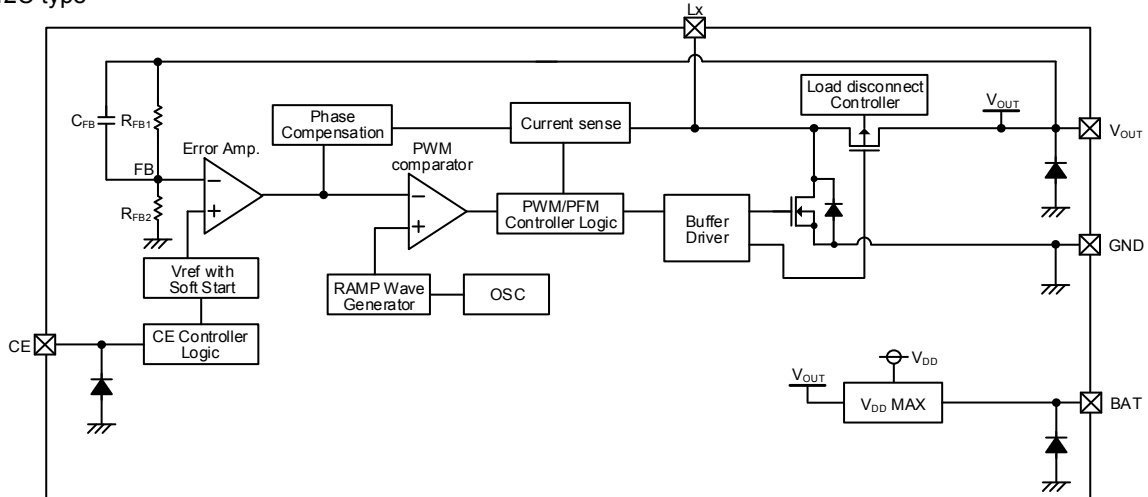 Lx
Load disconnect
Controller
Phase
Compensation
Current sense
VOUT
VOUT
CFB
RFB1
Error Amp.
PWM
comparator
FB
−
−
RFB2
+
+
PWM/PFM
Controller Logic
Buffer
Driver
GND
Vref with
Soft Start
RAMP Wave
Generator
OSC
CE
CE Controller
Logic
VDD
VOUT
VDD MAX
BAT